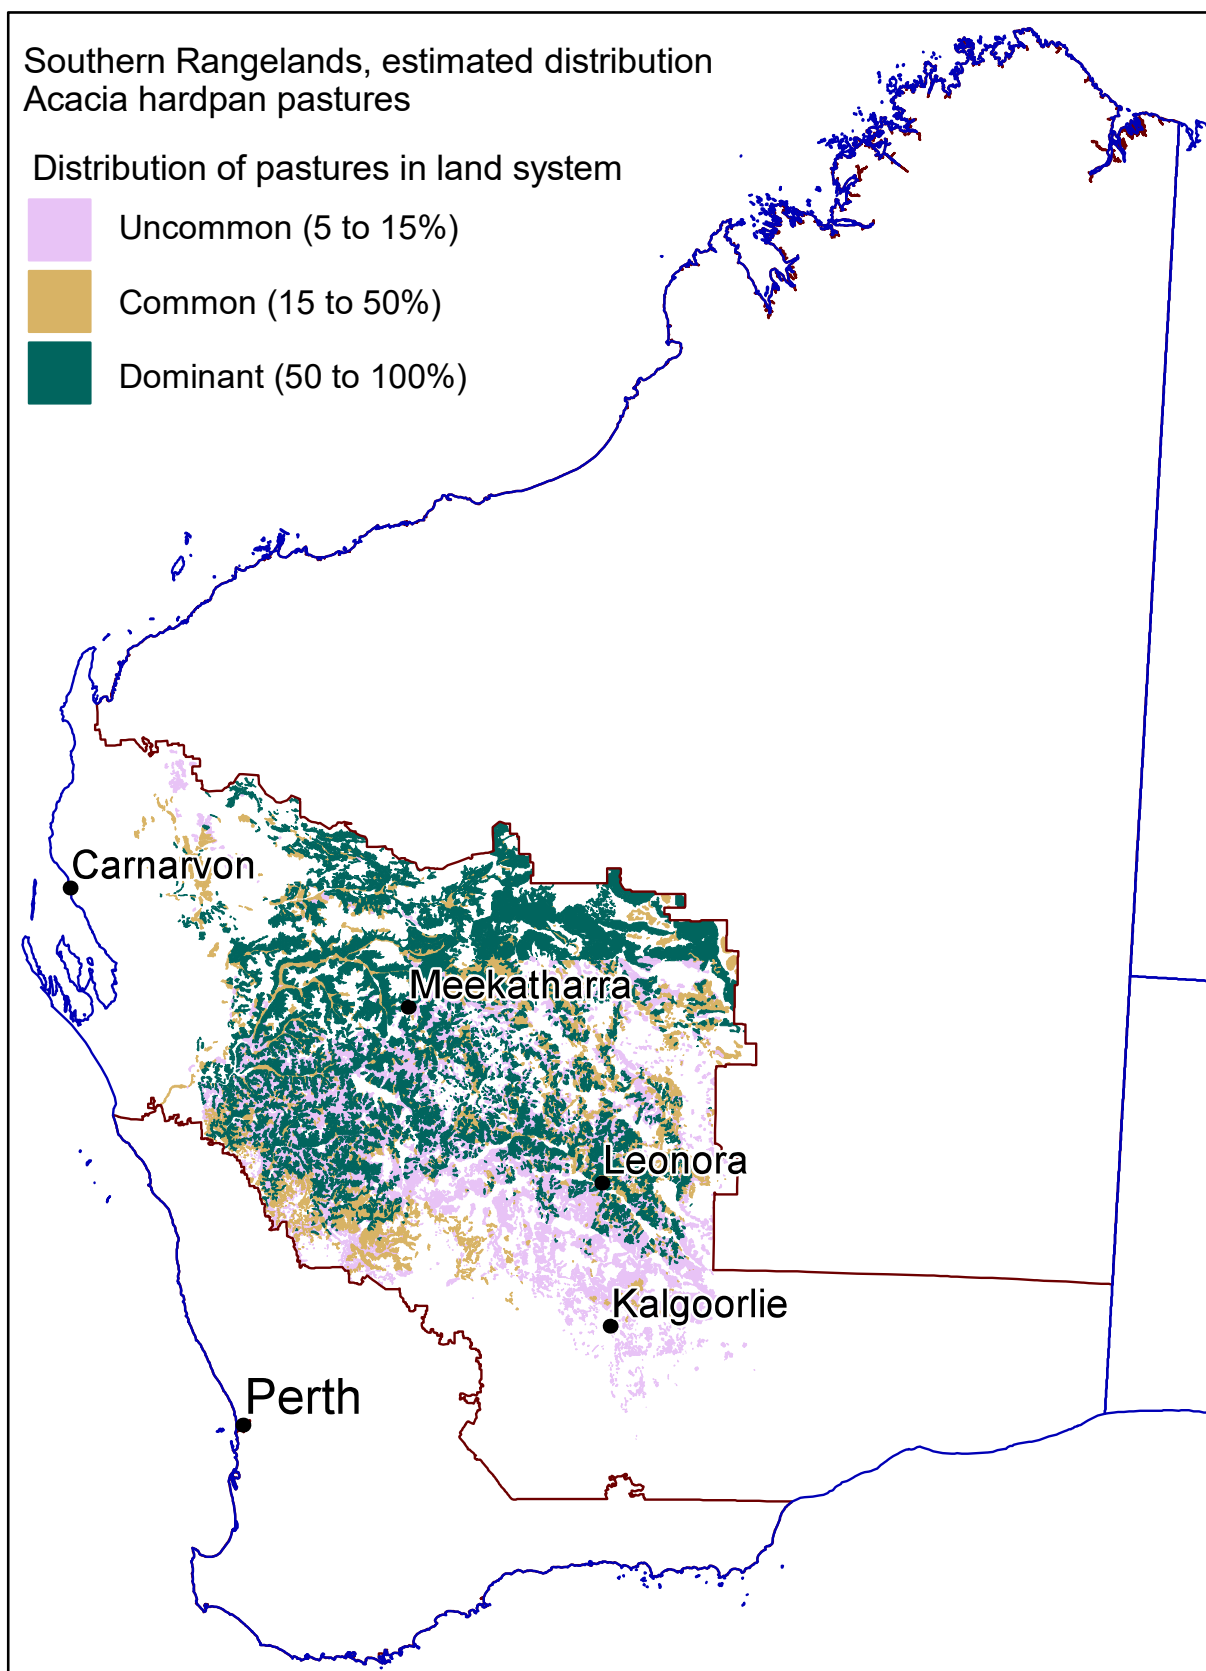 Southern Rangelands, estimated distribution
Acacia hardpan pastures
Distribution of pastures in land system
Uncommon (5 to 15%)
Common (15 to 50%)
Dominant (50 to 100%)
Carnarvon
Meekatharra
Leonora
Kalgoorlie
Perth